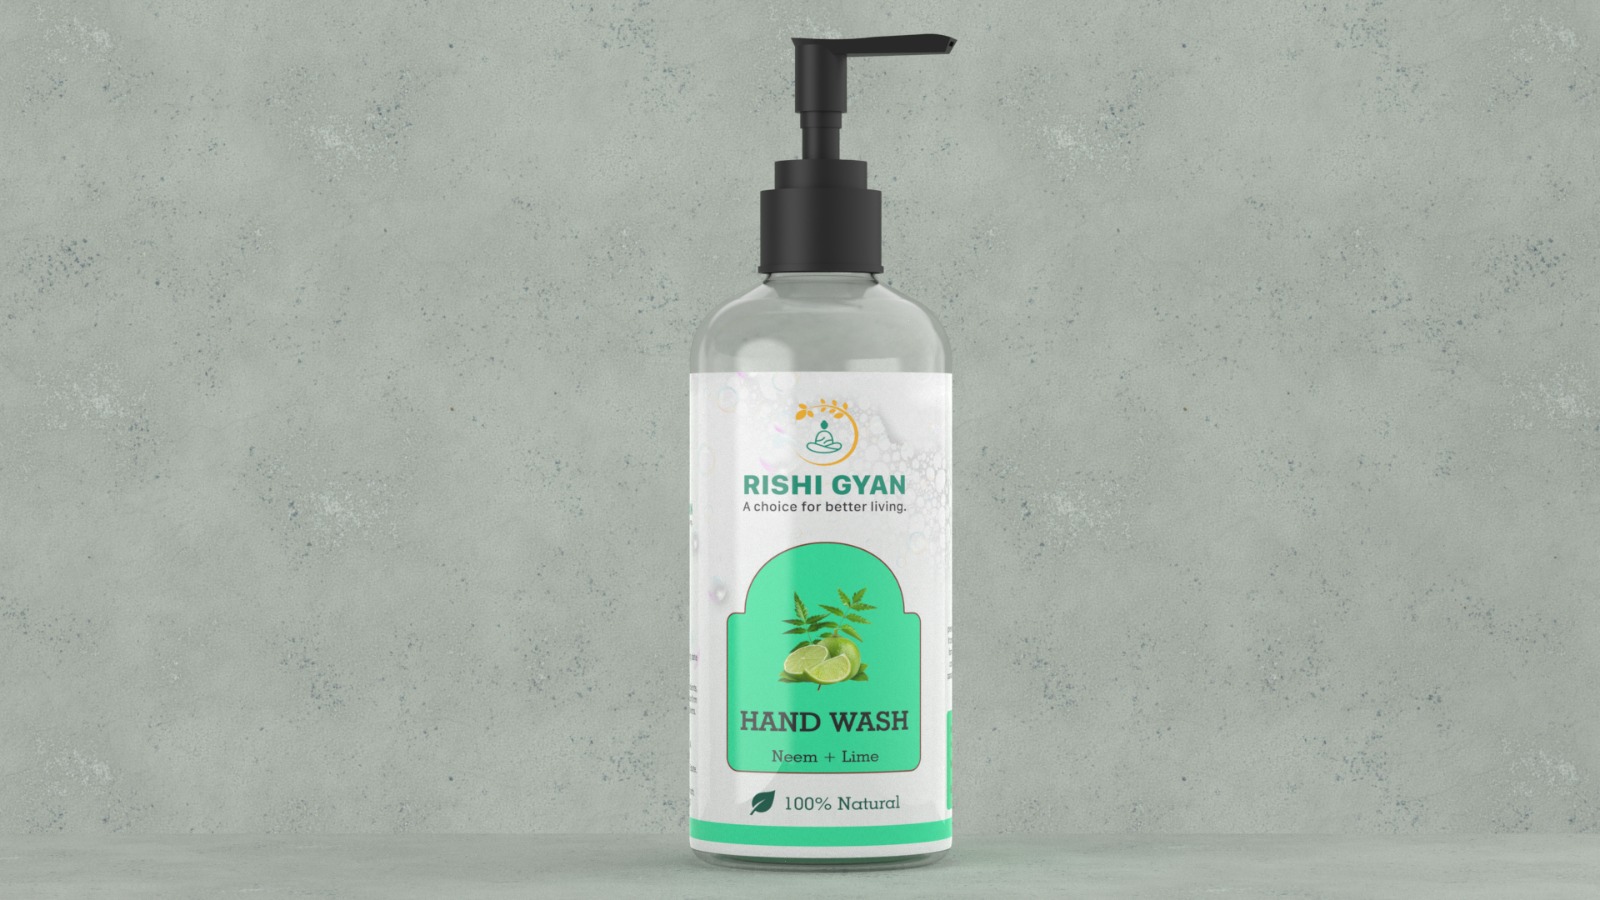 RISHI GYAN
A choice for better living.
HAND WASH
Neem + Lime
100% Natural